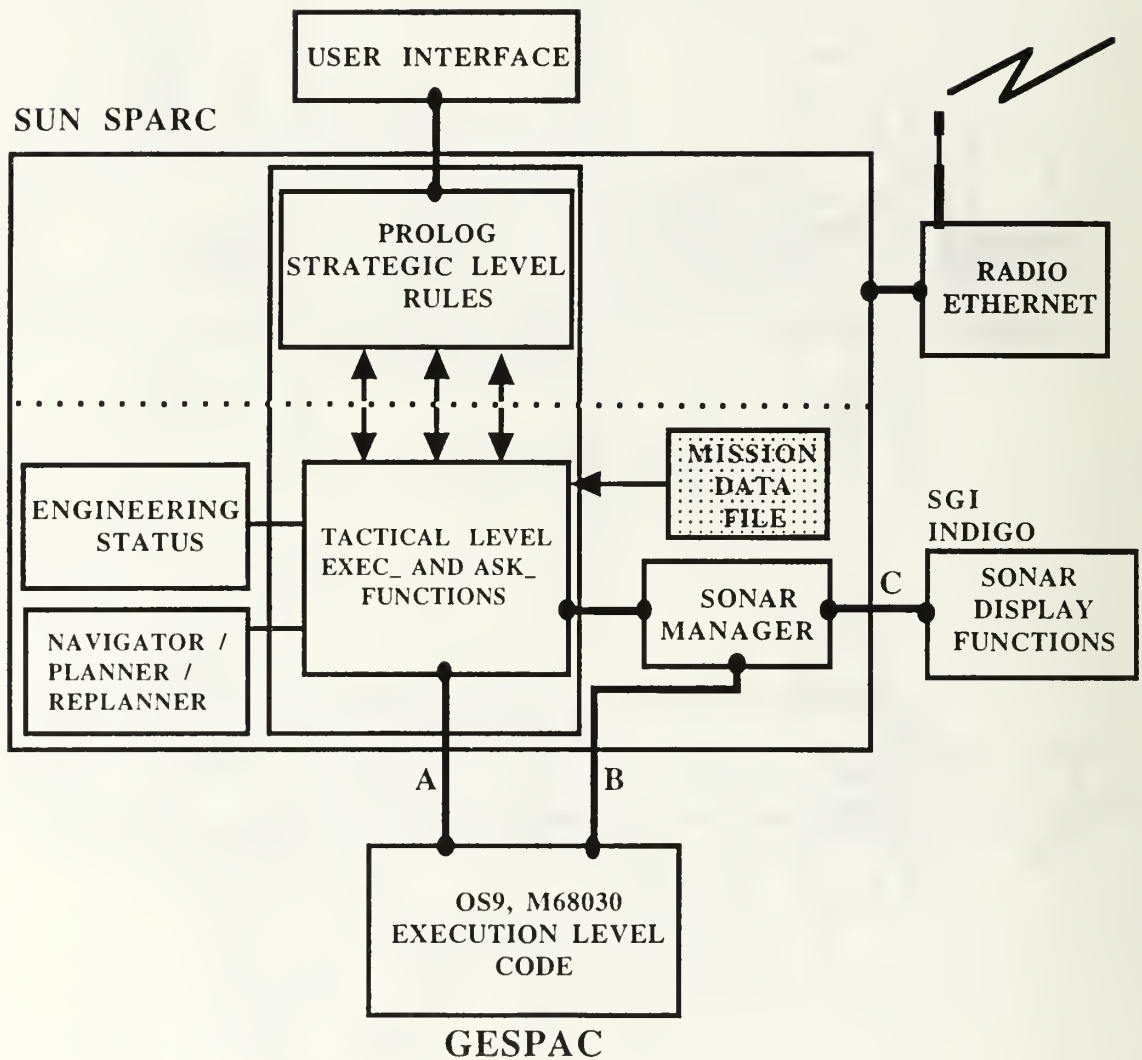 USER INTERFACE
SUN SPARC
PROLOG
STRATEGIC LEVEL
RULES
RADIO
ETHERNET
MISSION
DATA
FILE
ENGINEERING
STATUS
TACTICAL LEVEL
EXEC_ AND ASK_
FUNCTIONS
SGI
INDIGO
SONAR
MANAGER
C
SONAR
DISPLAY
FUNCTIONS
NAVIGATOR /
PLANNER /
REPLANNER
A
B
OS9, M68030
EXECUTION LEVEL
CODE
GESPAC